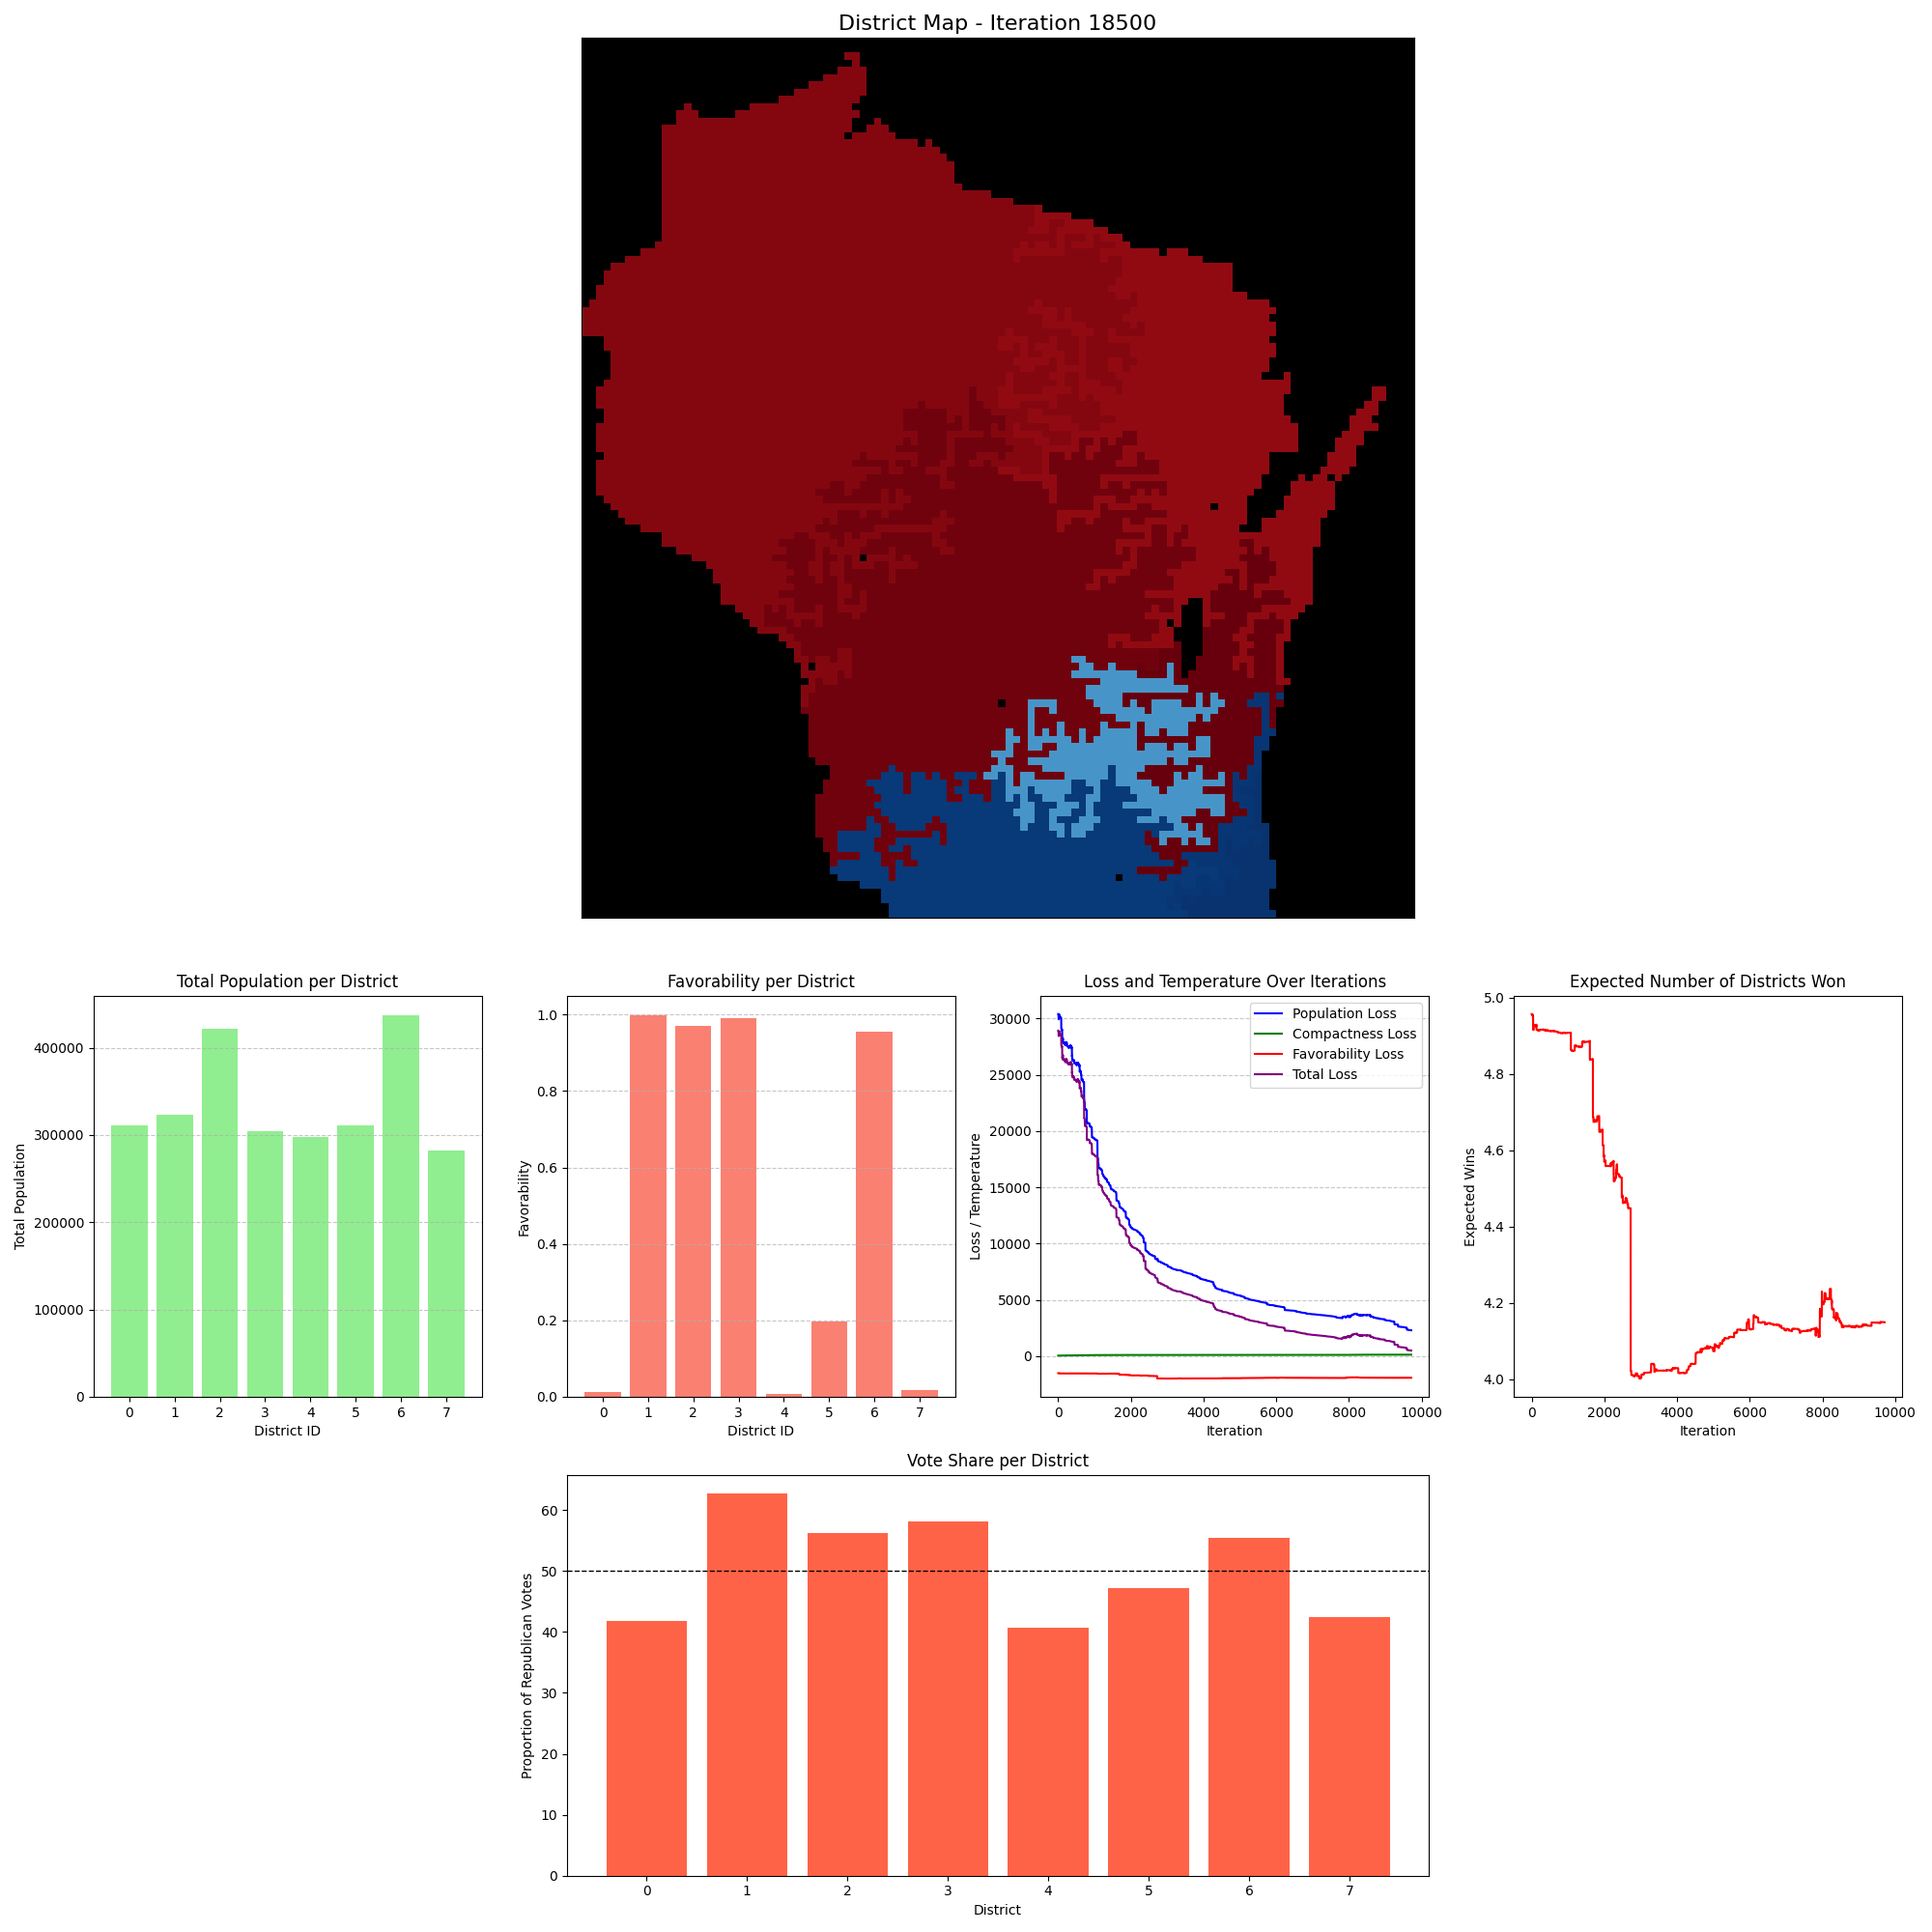 District Map - Iteration 18500
Total Population per District
Total Population
400000
300000
200000
100000
0
0 1 2 3 4 5 6 7
District ID
Favorability per District
Favorability
1.0
0.8
0.6
0.4
0.2
0.0
0 1 2 3 4 5 6 7
District ID
Loss and Temperature Over Iterations
Loss / Temperature
30000
25000
20000
15000
10000
5000
0
Population Loss
Compactness Loss
Favorability Loss
Total Loss
0 2000 4000 6000 8000 10000
Iteration
Expected Number of Districts Won
Expected Wins
5.0
4.8
4.6
4.4
4.2
4.0
0 2000 4000 6000 8000 10000
Iteration
Vote Share per District
Proportion of Republican Votes
60
50
40
30
20
10
0
0 1 2 3 4 5 6 7
District